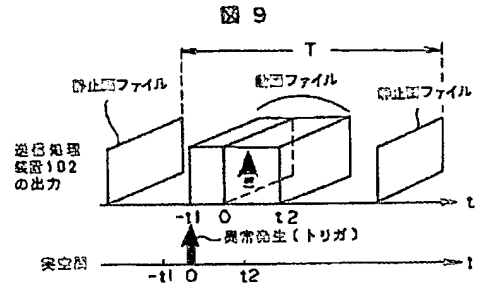 図 9
T
静止画ファイル
動画ファイル
静止画ファイル
送信処理
装置102
の出力
-t1 0 t2 t
異常発生(トリガ)
実空間
-t1 0 t2 t